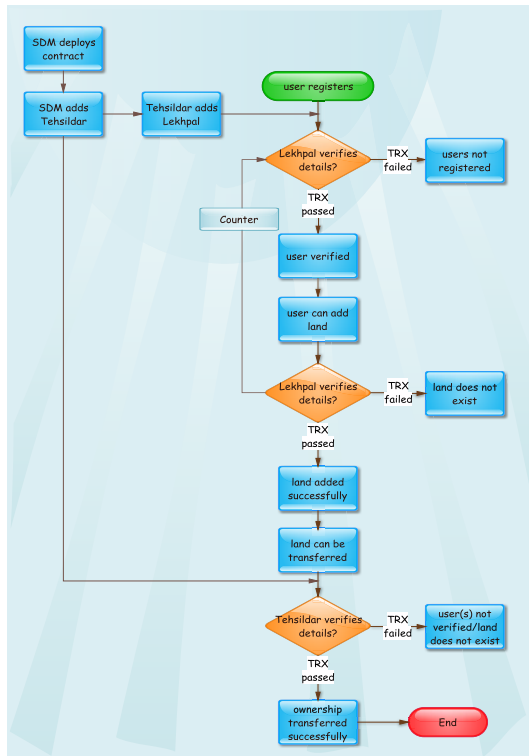 SDM deploys
contract
SDM adds
Tehsildar
Tehsildar adds
Lekhpal
user registers
Lekhpal verifies
details?
TRX
failed
users not
registered
TRX
passed
Counter
user verified
user can add
land
Lekhpal verifies
details?
TRX
failed
land does not
exist
TRX
passed
land added
successfully
land can be
transferred
Tehsildar verifies
details?
TRX
failed
user(s) not
verified/land
does not exist
TRX
passed
ownership
transferred
successfully
End